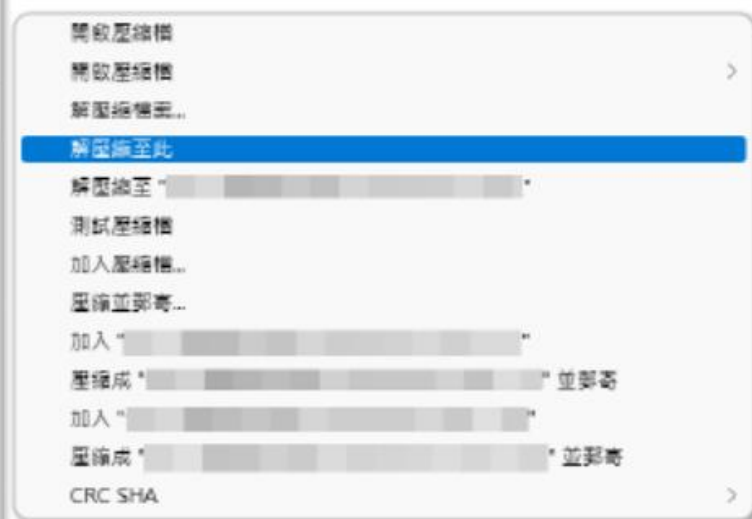 開啟壓縮檔
開啟壓縮檔
解壓縮檔案...
解壓縮至此
解壓縮至 "
測試壓縮檔
加入壓縮檔...
壓縮並郵寄...
加入 "
壓縮成 " " 並郵寄
加入 "
壓縮成 " " 並郵寄
CRC SHA